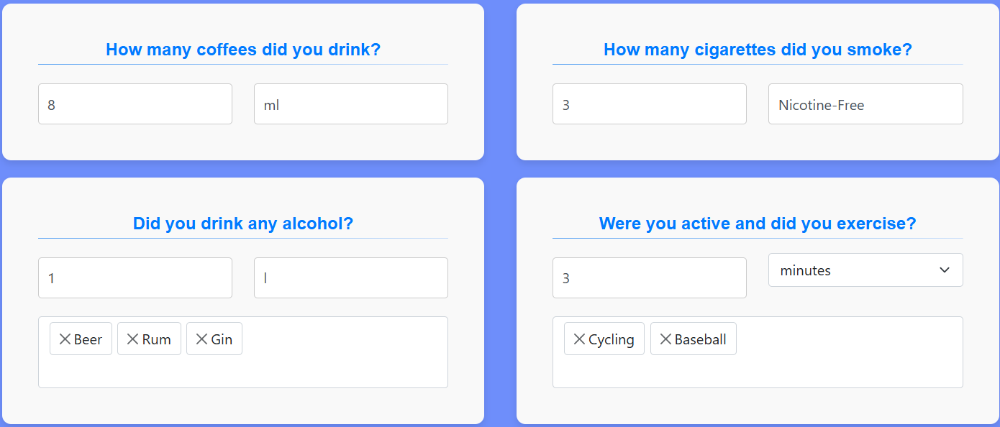 How many coffees did you drink?
8 ml
How many cigarettes did you smoke?
3 Nicotine-Free
Did you drink any alcohol?
1 l
Beer Rum Gin
Were you active and did you exercise?
3 minutes
Cycling Baseball